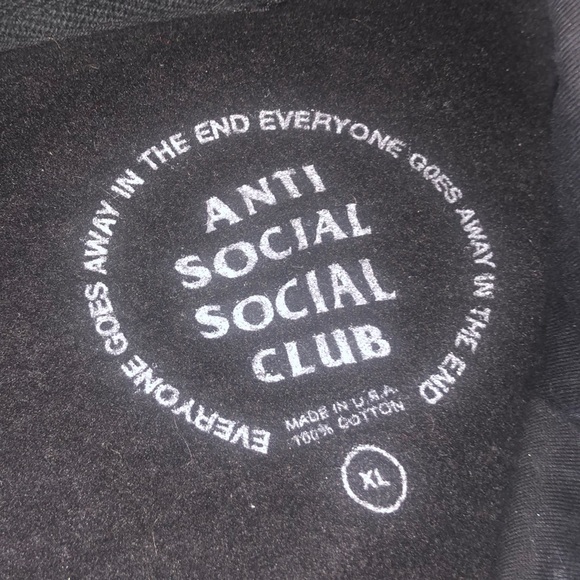 EVERYONE GOES AWAY IN THE END EVERYONE GOES AWAY IN THE END
ANTI
SOCIAL
SOCIAL
CLUB
MADE IN U.S.A.
100% COTTON
XL